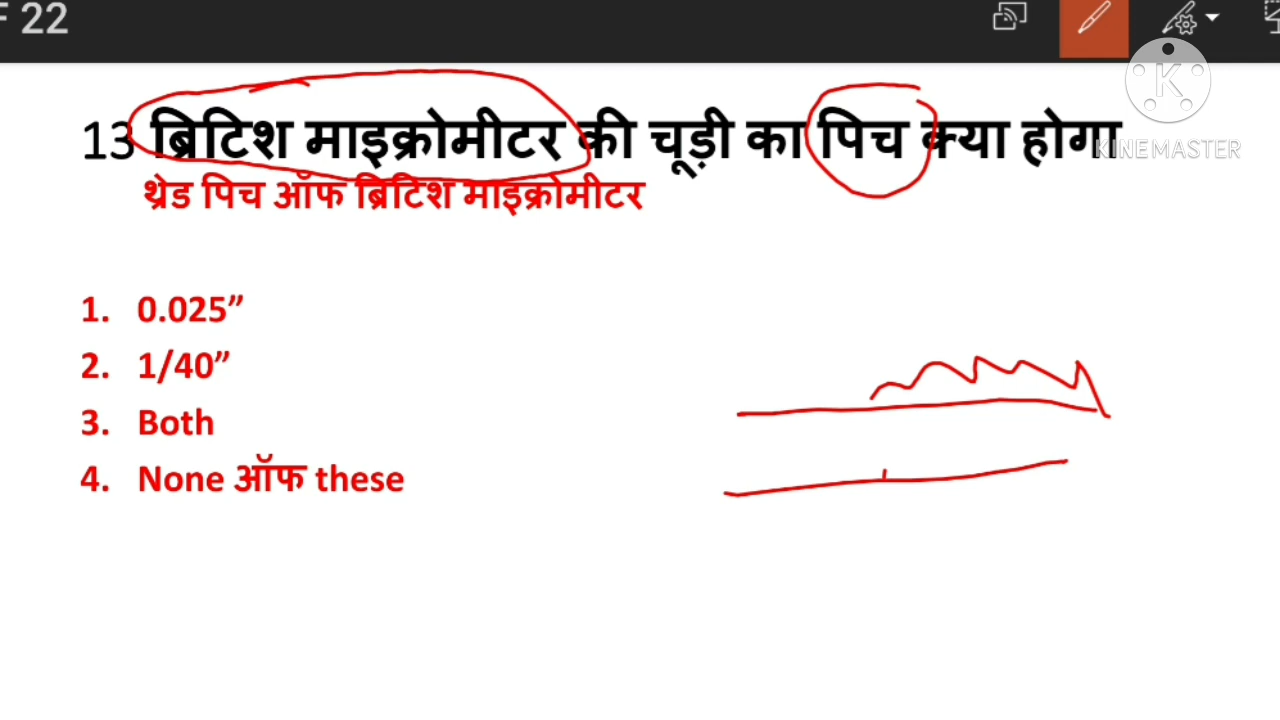 F 22
K
KINEMASTER
13 ब्रिटिश माइक्रोमीटर की चूड़ी का पिच क्या होगा
थ्रेड पिच ऑफ ब्रिटिश माइक्रोमीटर
1. 0.025”
2. 1/40”
3. Both
4. None ऑफ these